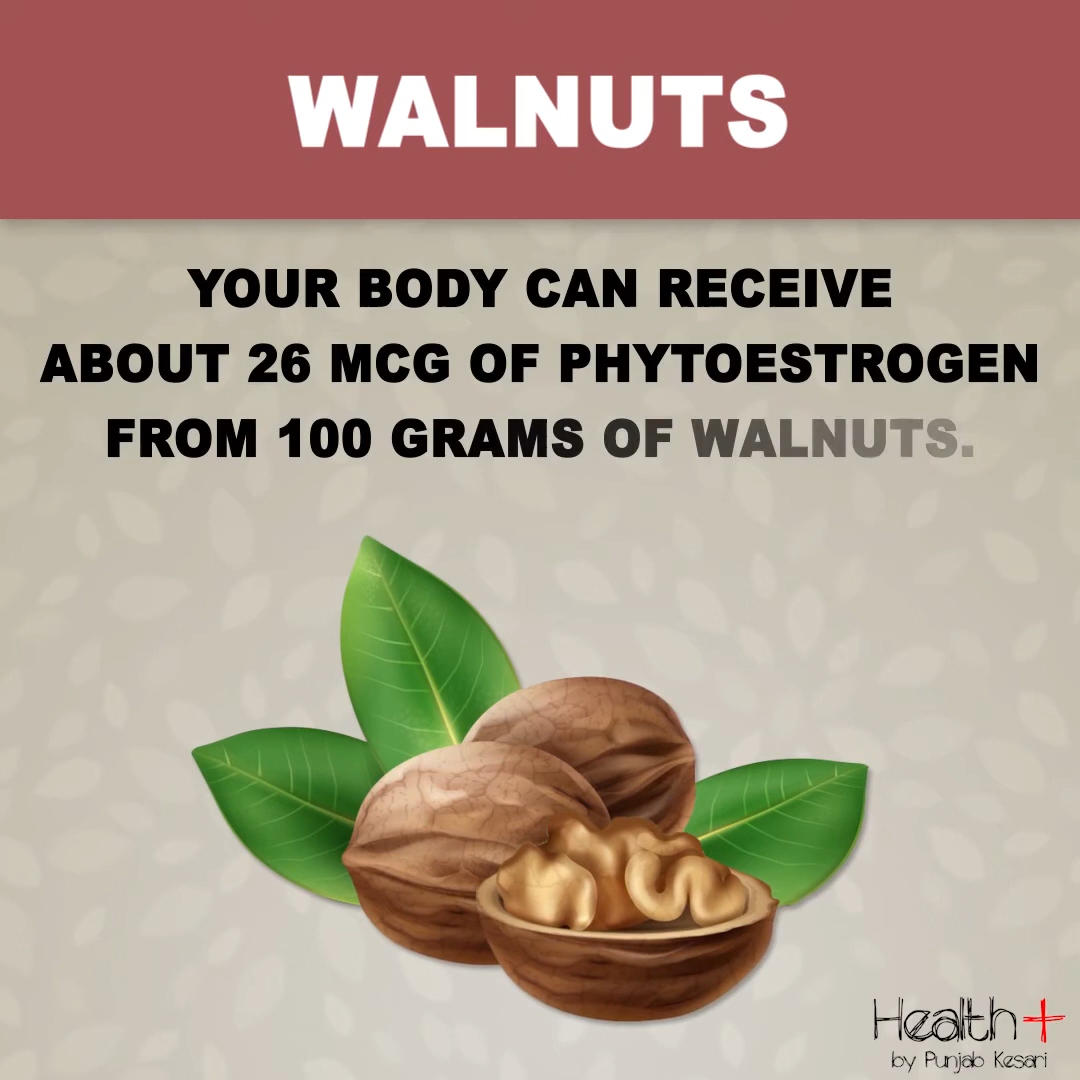 WALNUTS
YOUR BODY CAN RECEIVE
ABOUT 26 MCG OF PHYTOESTROGEN
FROM 100 GRAMS OF WALNUTS.
Health+
by Punjab Kesari